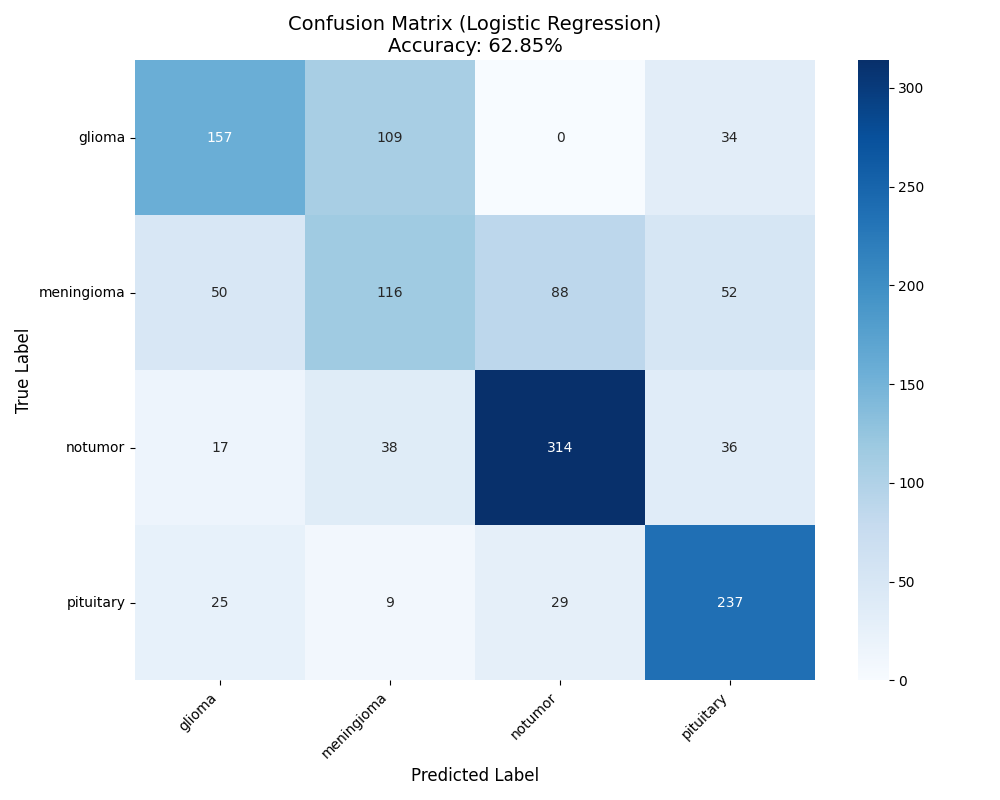 Confusion Matrix (Logistic Regression)
Accuracy: 62.85%
True Label
glioma 157 109 0 34
meningioma 50 116 88 52
notumor 17 38 314 36
pituitary 25 9 29 237
glioma meningioma notumor pituitary
Predicted Label
300
250
200
150
100
50
0